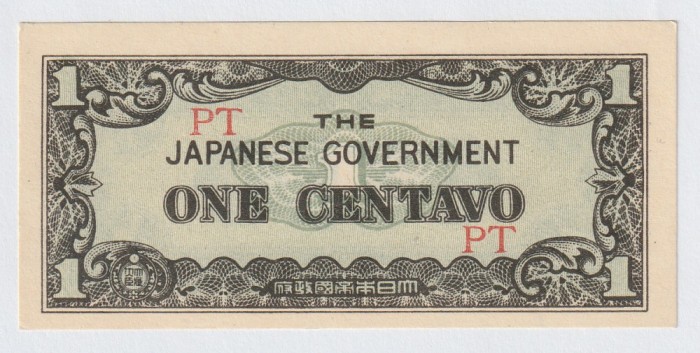 1 1
PT THE
JAPANESE GOVERNMENT
ONE CENTAVO
PT
1 府政國帝本日大 1